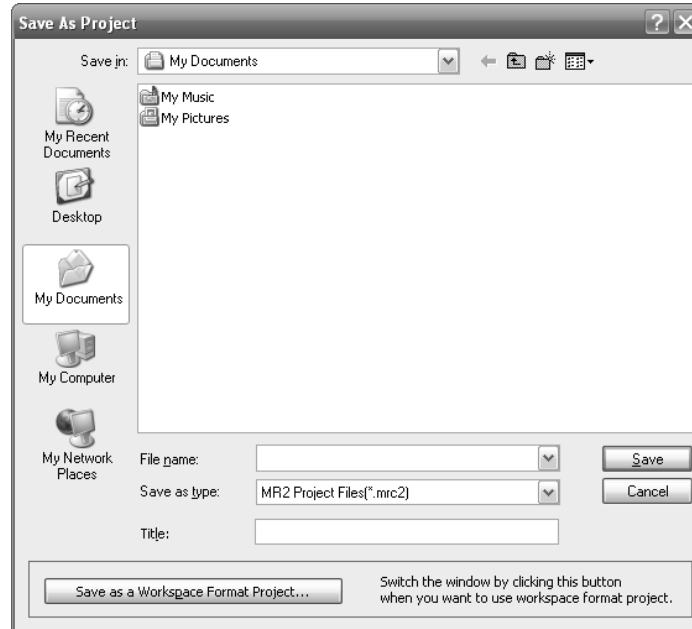 Save As Project
Save in: My Documents
My Music
My Pictures
My Recent
Documents
Desktop
My Documents
My Computer
My Network
Places
File name:
Save
Save as type: MR2 Project Files(*.mrc2)
Cancel
Title:
Save as a Workspace Format Project...
Switch the window by clicking this button
when you want to use workspace format project.